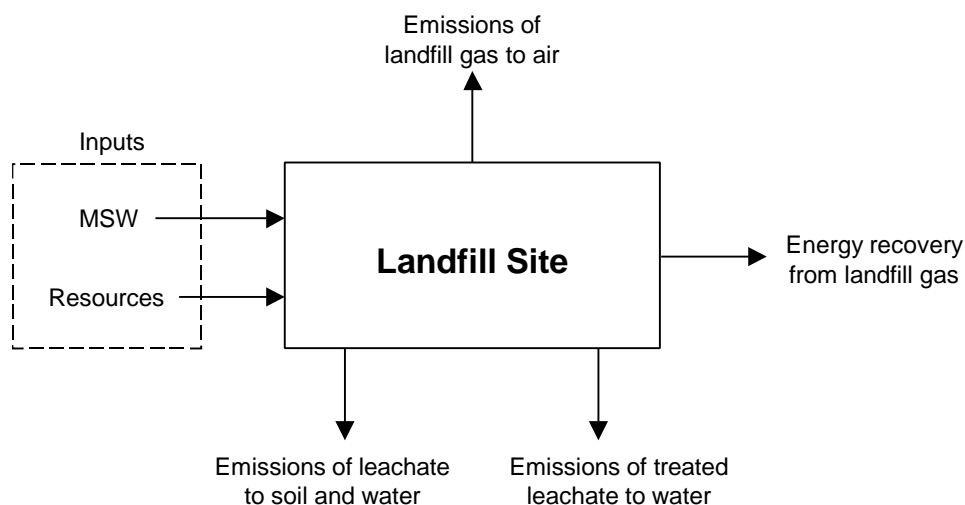 Emissions of
landfill gas to air
Inputs
MSW
Resources
Landfill Site
Energy recovery
from landfill gas
Emissions of leachate
to soil and water
Emissions of treated
leachate to water